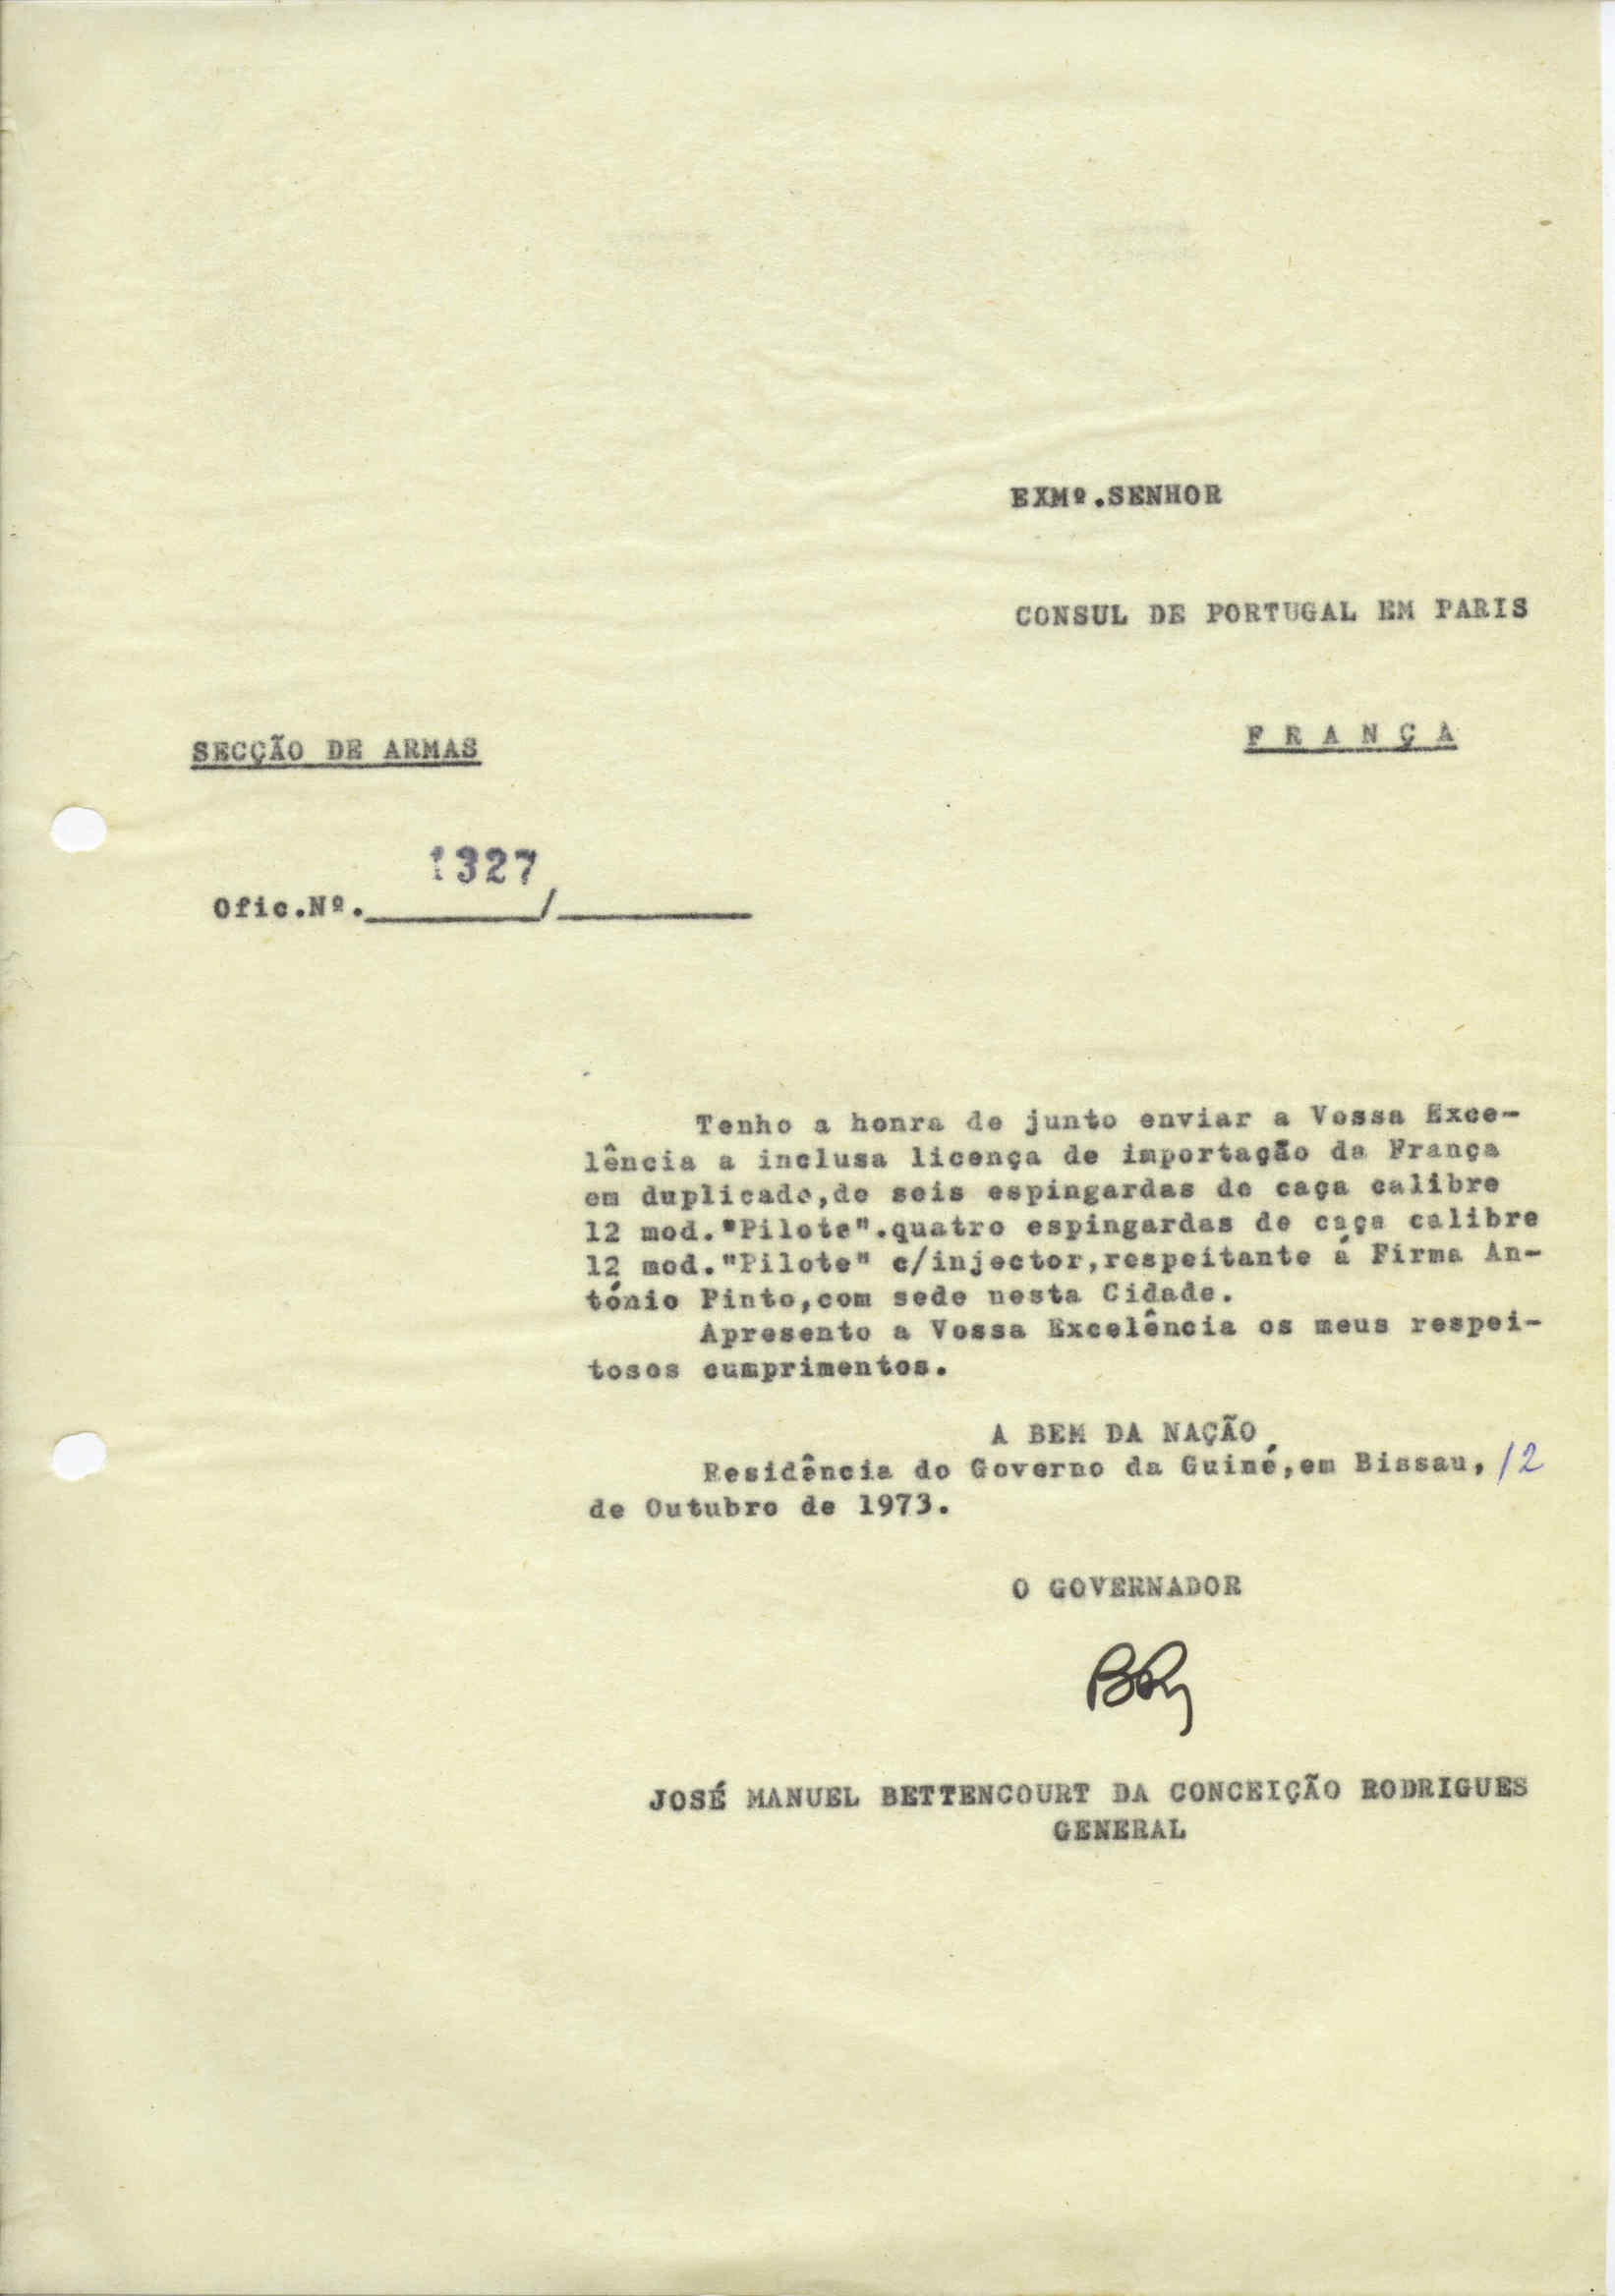 EXMº.SENHOR
CONSUL DE PORTUGAL EM PARIS
F R A N Ç A
SECÇÃO DE ARMAS
1327
Ofic.Nº.________/________
Tenho a honra de junto enviar a Vossa Exce-
lência a inclusa licença de importação da França
em duplicado,de seis espingardas de caça calibre
12 mod."Pilote".quatro espingardas de caça calibre
12 mod."Pilote" c/injector,respeitante á Firma An-
tónio Pinto,com sede nesta Cidade.
Apresento a Vossa Excelência os meus respei-
tosos cumprimentos.
A BEM DA NAÇÃO
Residência do Governo da Guiné,em Bissau, 12
de Outubro de 1973.
O GOVERNADOR
JOSÉ MANUEL BETTENCOURT DA CONCEIÇÃO RODRIGUES
GENERAL